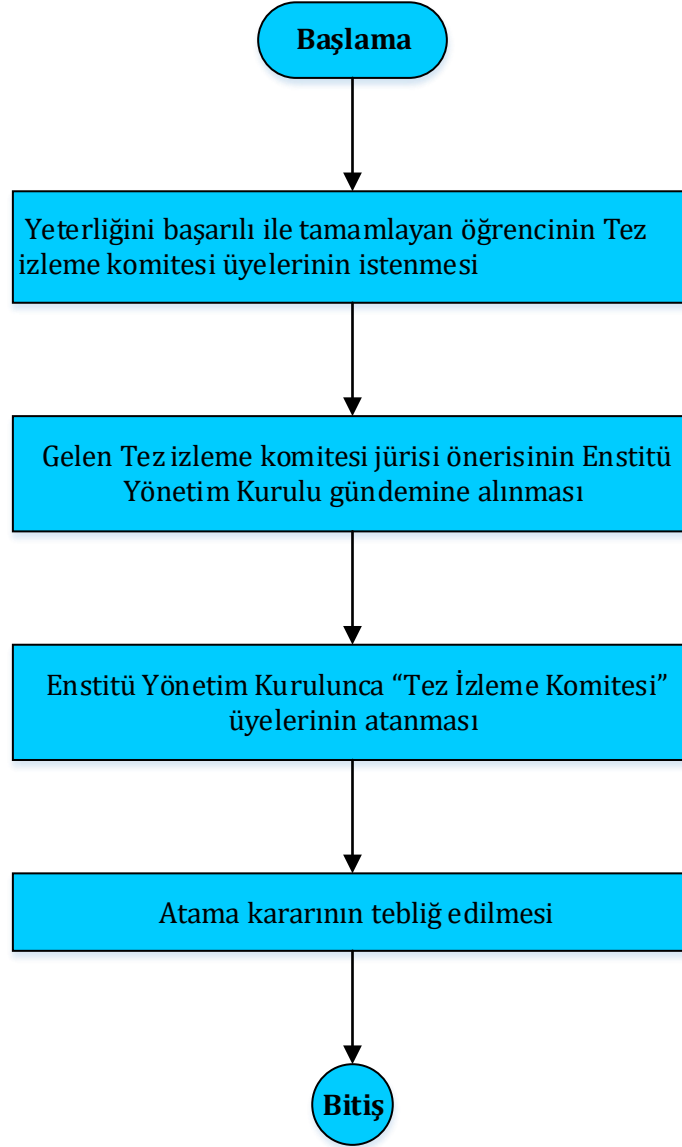 Başlama
Yeterliğini başarılı ile tamamlayan öğrencinin Tez
izleme komitesi üyelerinin istenmesi
Gelen Tez izleme komitesi jürisi önerisinin Enstitü
Yönetim Kurulu gündemine alınması
Enstitü Yönetim Kurulunca “Tez İzleme Komitesi”
üyelerinin atanması
Atama kararının tebliğ edilmesi
Bitiş